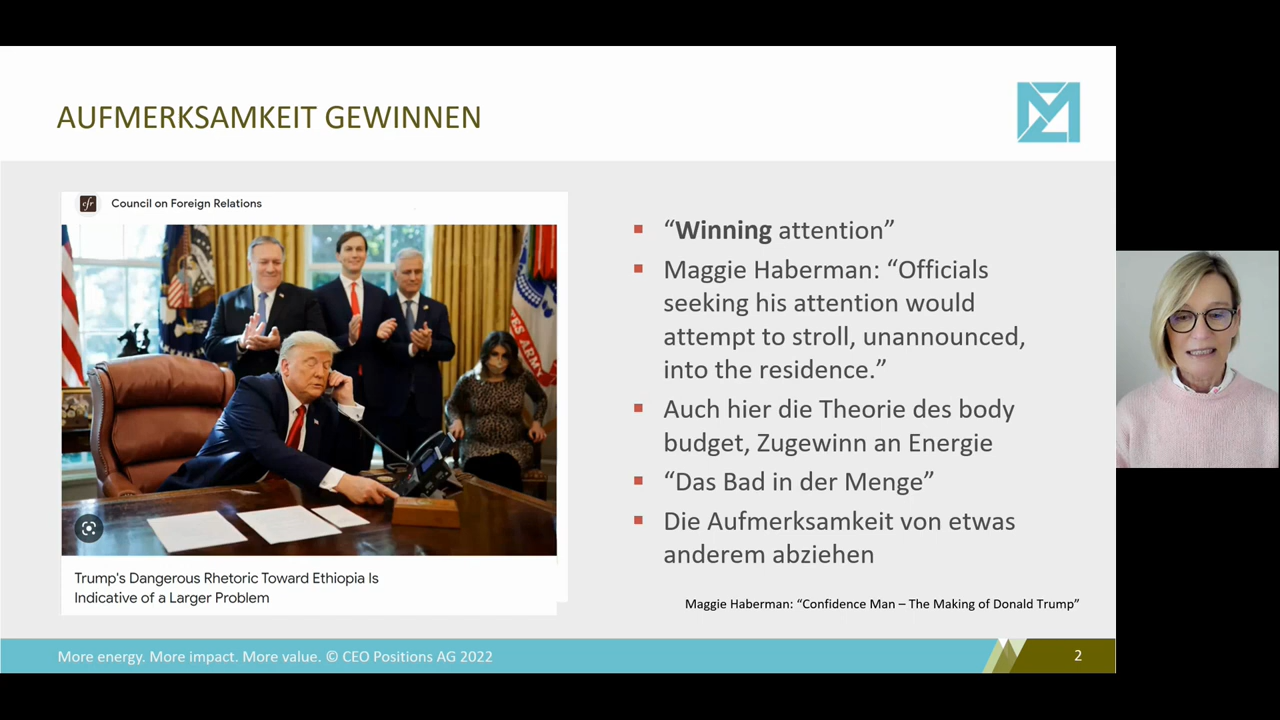 AUFMERKSAMKEIT GEWINNEN
cfr Council on Foreign Relations
Trump's Dangerous Rhetoric Toward Ethiopia Is
Indicative of a Larger Problem
▪ “Winning attention”
▪ Maggie Haberman: “Officials
seeking his attention would
attempt to stroll, unannounced,
into the residence.”
▪ Auch hier die Theorie des body
budget, Zugewinn an Energie
▪ “Das Bad in der Menge”
▪ Die Aufmerksamkeit von etwas
anderem abziehen
Maggie Haberman: “Confidence Man – The Making of Donald Trump”
More energy. More impact. More value. © CEO Positions AG 2022
2